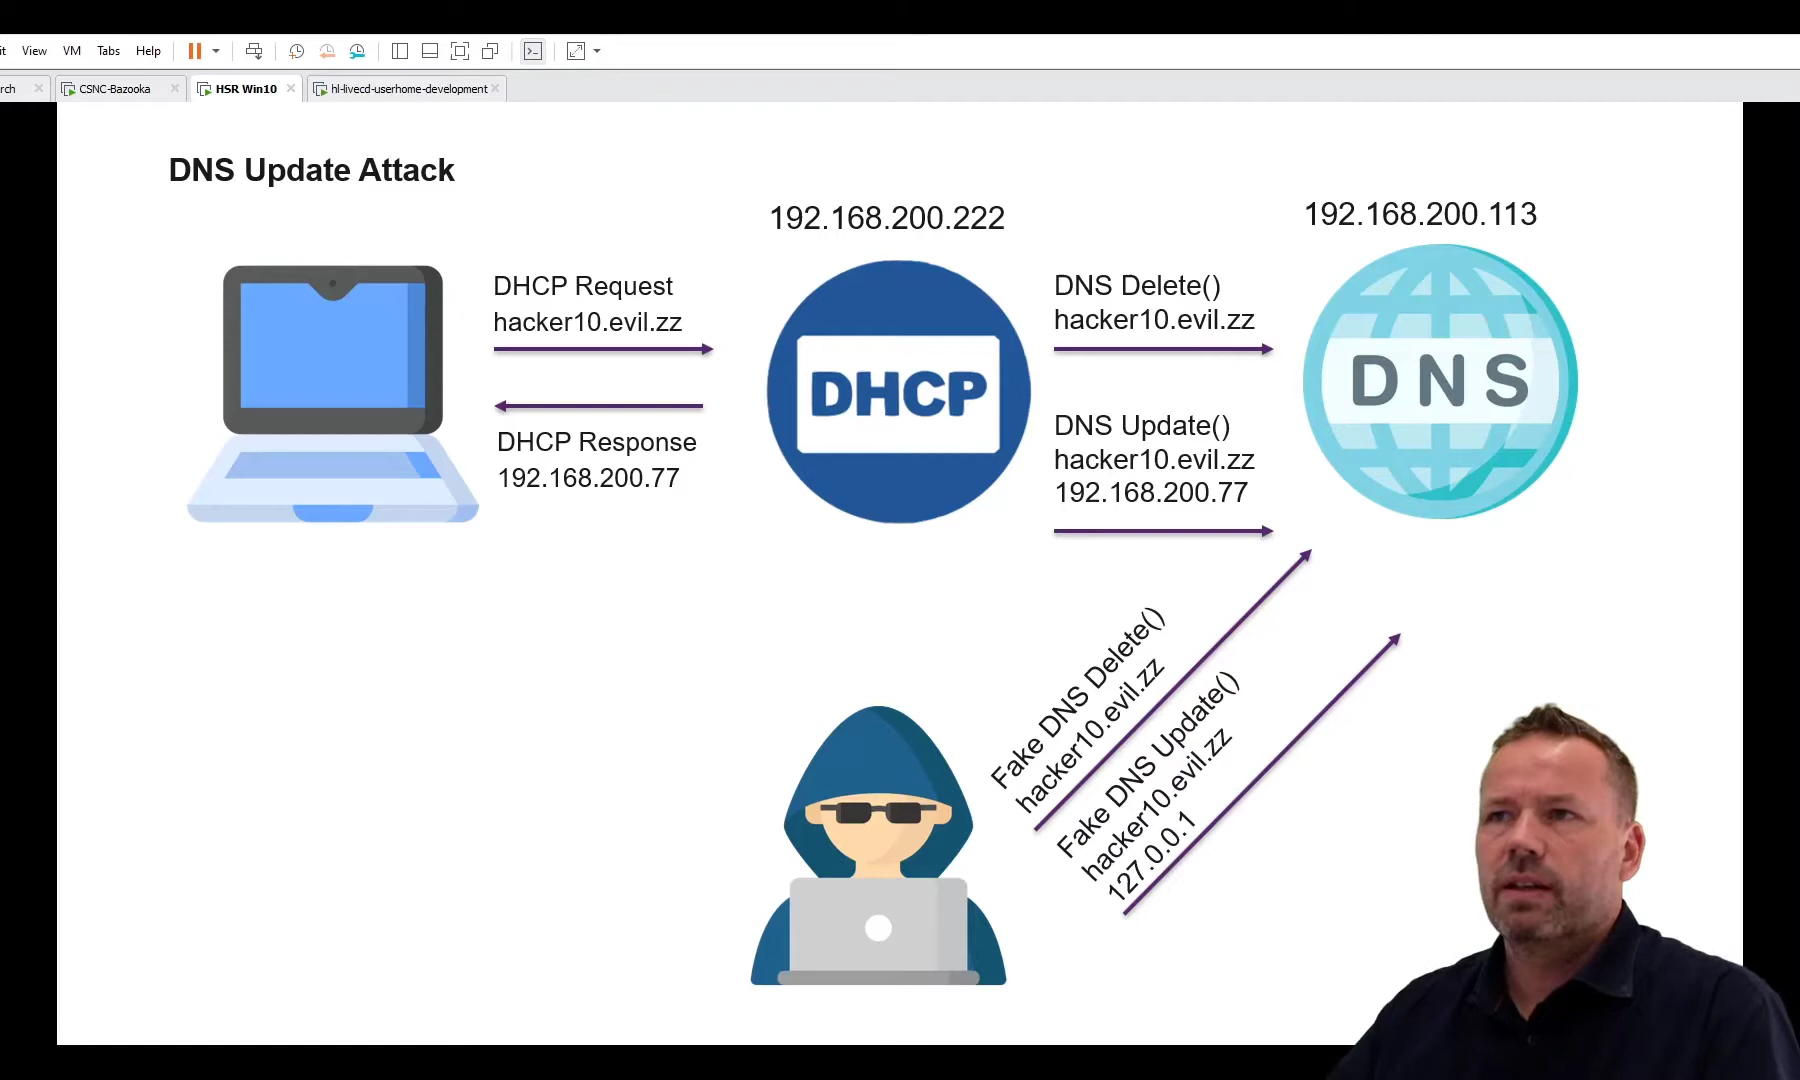 it View VM Tabs Help
rch
CSNC-Bazooka
HSR Win10
hl-livecd-userhome-development
DNS Update Attack
192.168.200.222
192.168.200.113
DHCP Request
hacker10.evil.zz
DHCP
DNS Delete()
hacker10.evil.zz
DNS
DHCP Response
192.168.200.77
DNS Update()
hacker10.evil.zz
192.168.200.77
Fake DNS Delete()
hacker10.evil.zz
Fake DNS Update()
hacker10.evil.zz
127.0.0.1